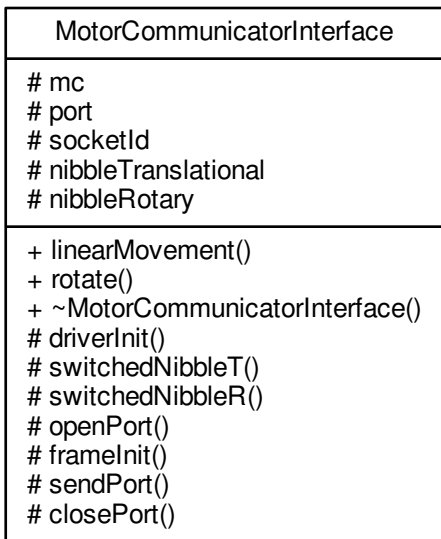 MotorCommunicatorInterface
# mc
# port
# socketId
# nibbleTranslational
# nibbleRotary
+ linearMovement()
+ rotate()
+ ~MotorCommunicatorInterface()
# driverInit()
# switchedNibbleT()
# switchedNibbleR()
# openPort()
# frameInit()
# sendPort()
# closePort()